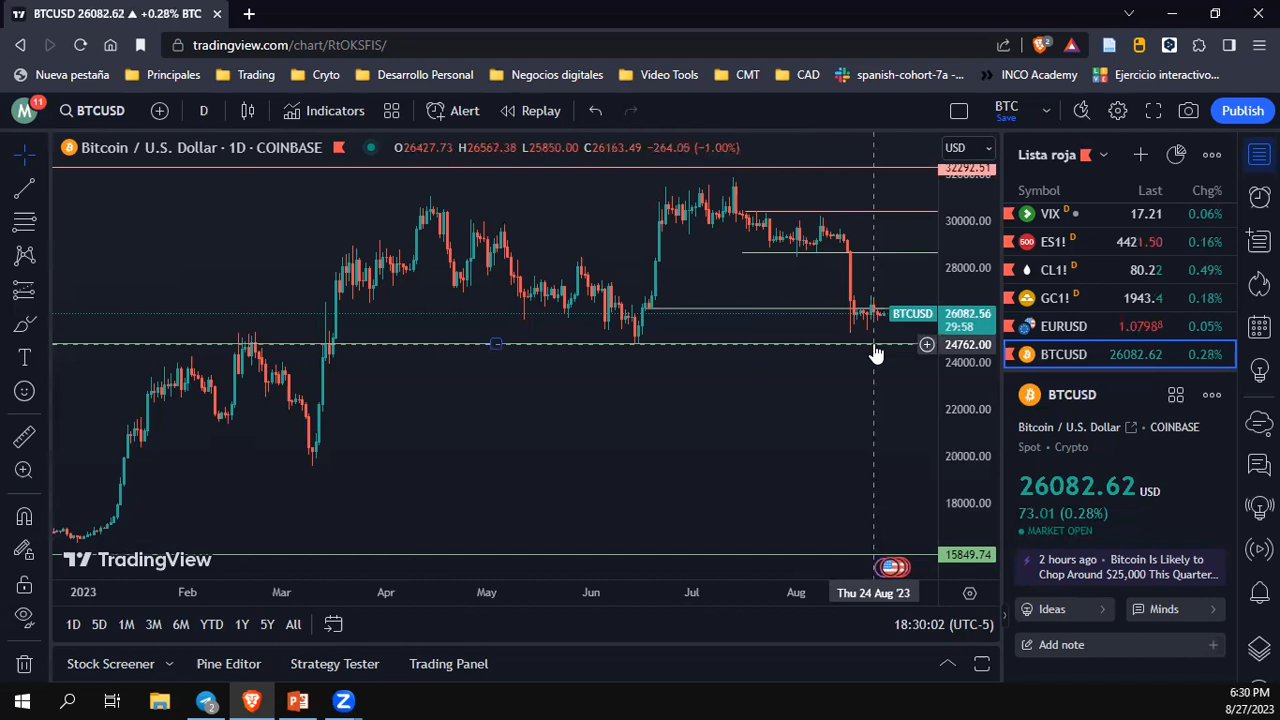 BTCUSD 26082.62 ▲ +0.28% BTC
tradingview.com/chart/RtOKSFIS/
2
Nueva pestaña Principales Trading Cryto Desarrollo Personal Negocios digitales Video Tools CMT CAD spanish-cohort-7a -... INCO Academy Ejercicio interactivo...
M 11 BTCUSD D Indicators Alert Replay BTC Save Publish
Bitcoin / U.S. Dollar · 1D · COINBASE O26427.73 H26567.38 L25850.00 C26163.49 -264.05 (-1.00%) USD
32292.51
32000.00
30000.00
28000.00
BTCUSD 26082.56
29:58
24762.00
24000.00
22000.00
20000.00
18000.00
15849.74
TradingView
2023 Feb Mar Apr May Jun Jul Aug Thu 24 Aug '23
1D 5D 1M 3M 6M YTD 1Y 5Y All 18:30:02 (UTC-5)
Stock Screener Pine Editor Strategy Tester Trading Panel
Lista roja
Symbol Last Chg%
VIX D 17.21 0.06%
500 ES1! D 4421.50 0.16%
CL1! D 80.22 0.49%
GC1! D 1943.4 0.18%
EURUSD 1.07988 0.05%
BTCUSD 26082.62 0.28%
BTCUSD
Bitcoin / U.S. Dollar COINBASE
Spot • Crypto
26082.62 USD
73.01 (0.28%)
MARKET OPEN
2 hours ago • Bitcoin Is Likely to
Chop Around $25,000 This Quarter...
Ideas Minds
Add note
2
6:30 PM
8/27/2023